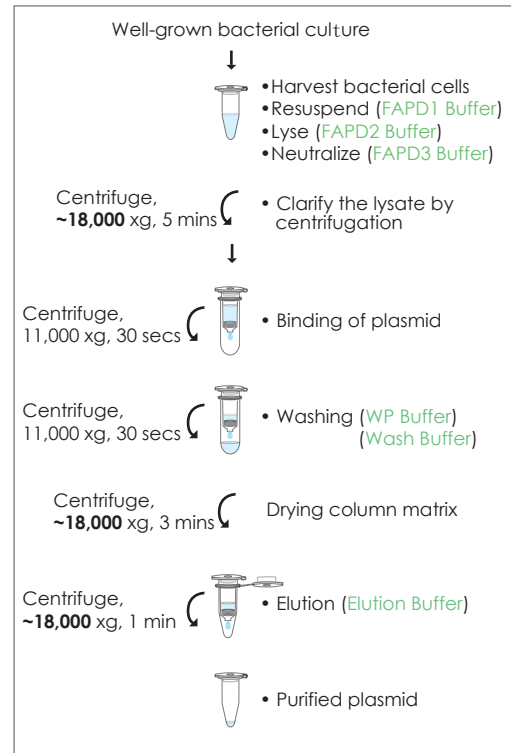 Well-grown bacterial culture
•Harvest bacterial cells
•Resuspend (FAPD1 Buffer)
•Lyse (FAPD2 Buffer)
•Neutralize (FAPD3 Buffer)
Centrifuge,
~18,000 xg, 5 mins
• Clarify the lysate by
centrifugation
Centrifuge,
11,000 xg, 30 secs
• Binding of plasmid
Centrifuge,
11,000 xg, 30 secs
• Washing (WP Buffer)
(Wash Buffer)
Centrifuge,
~18,000 xg, 3 mins
Drying column matrix
Centrifuge,
~18,000 xg, 1 min
• Elution (Elution Buffer)
• Purified plasmid